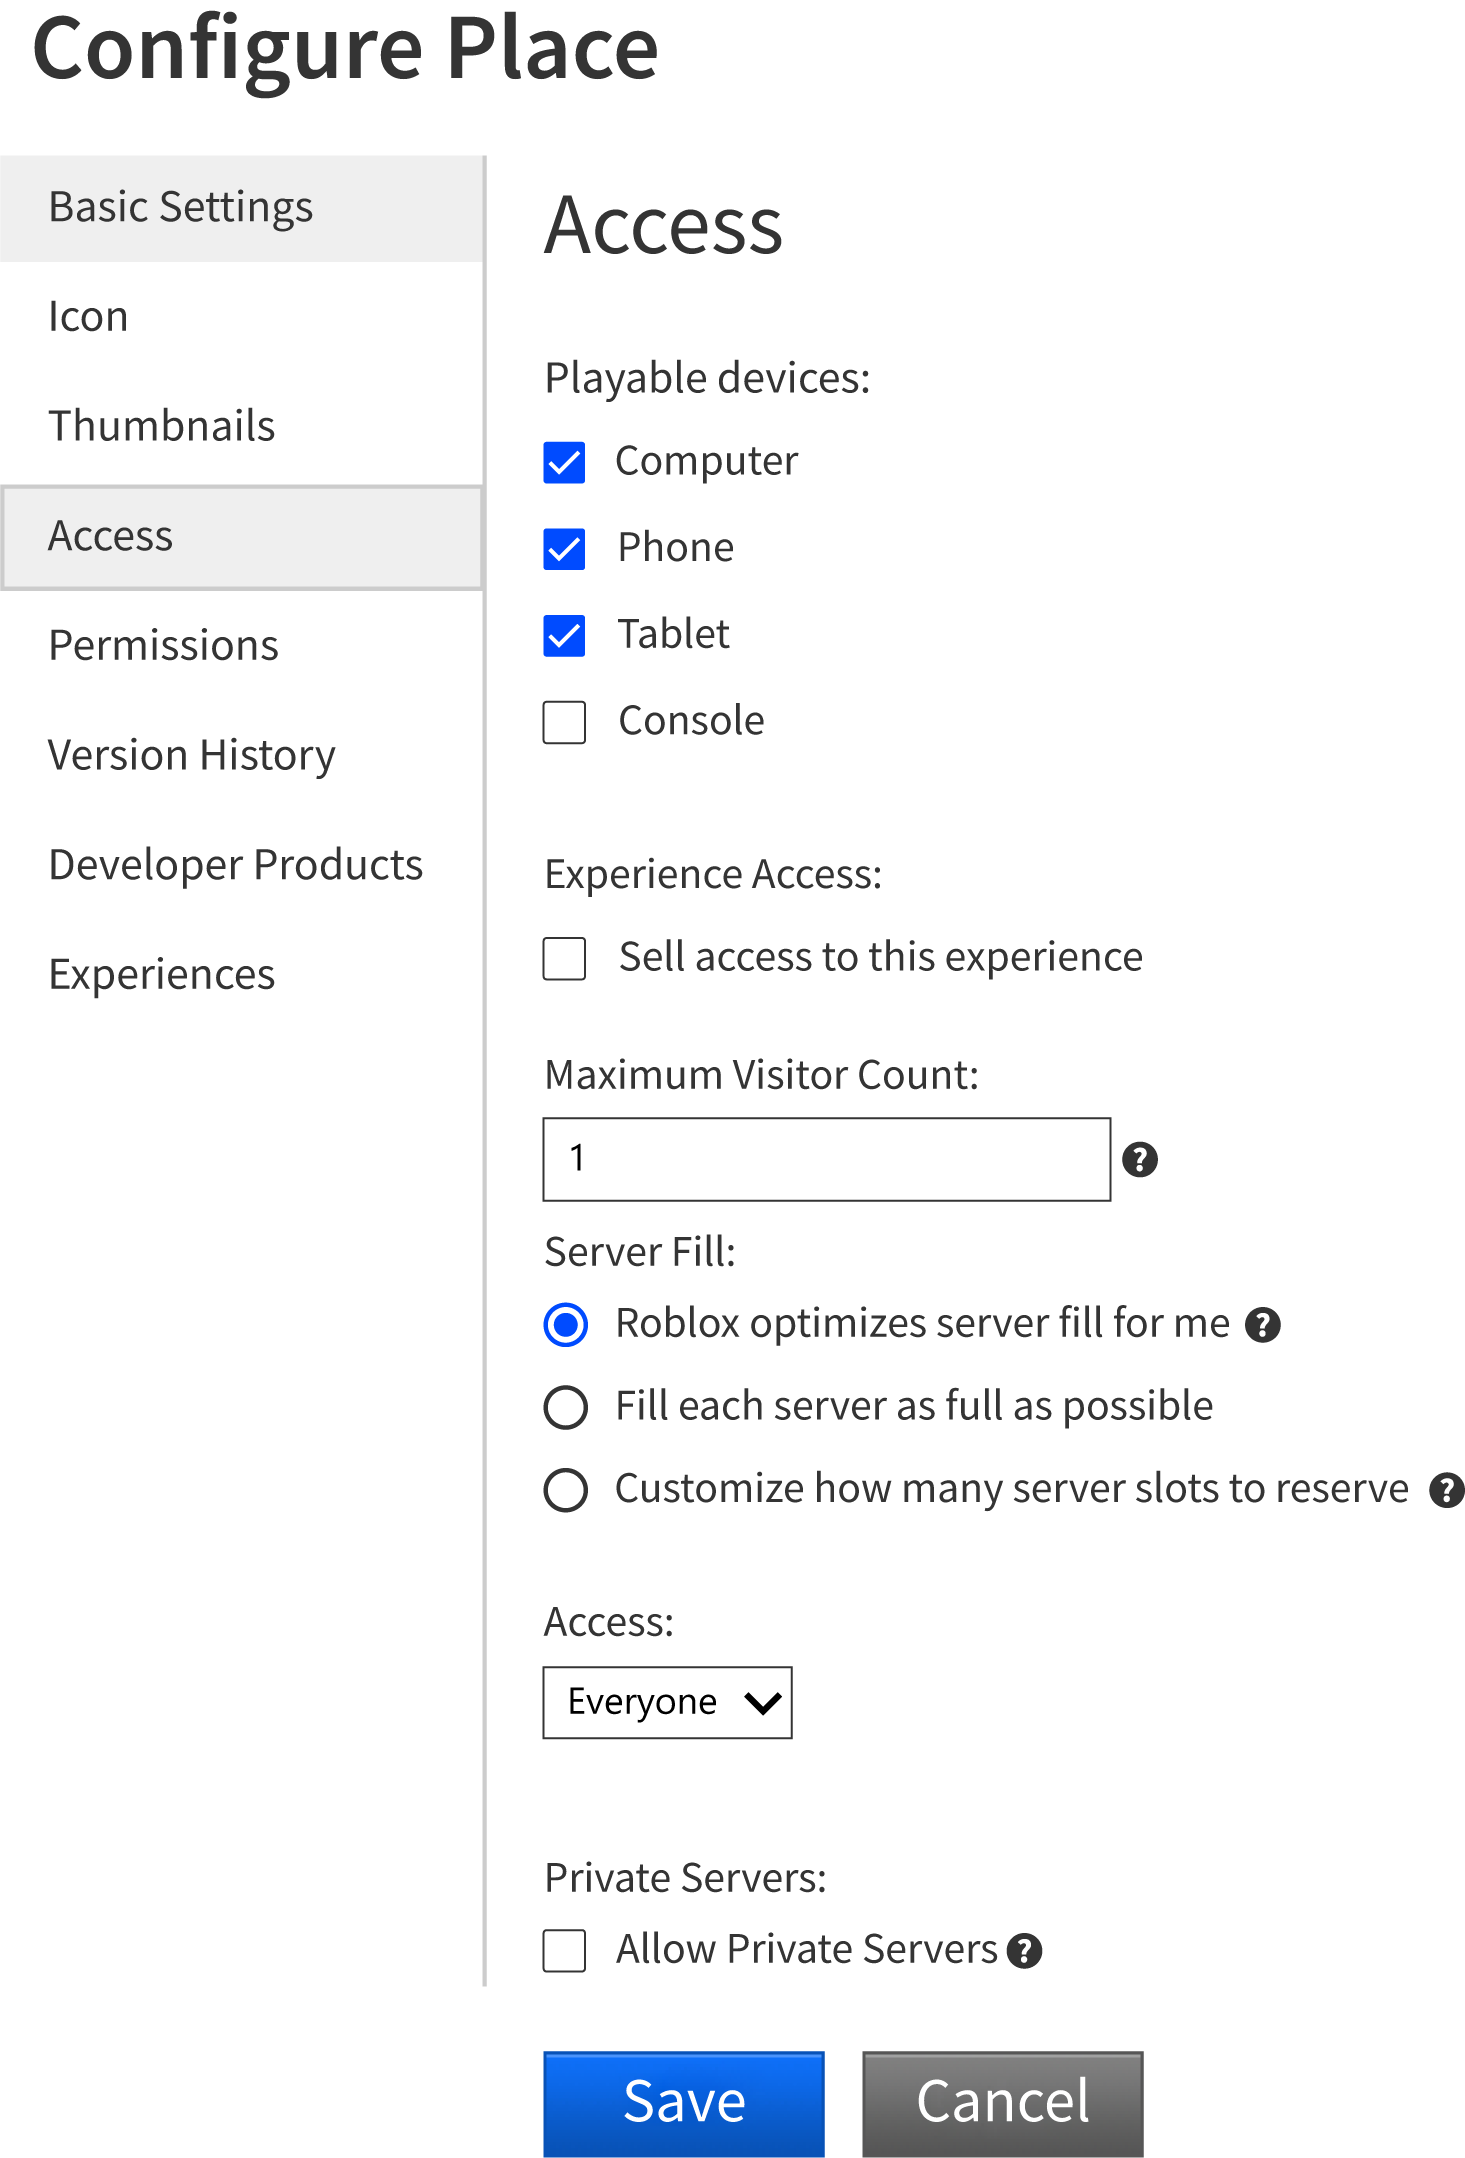 Configure Place
Basic Settings
Icon
Thumbnails
Access
Permissions
Version History
Developer Products
Experiences
Access
Playable devices:
Computer
Phone
Tablet
Console
Experience Access:
Sell access to this experience
Maximum Visitor Count:
1
?
Server Fill:
Roblox optimizes server fill for me ?
Fill each server as full as possible
Customize how many server slots to reserve ?
Access:
Everyone
Private Servers:
Allow Private Servers ?
Save
Cancel